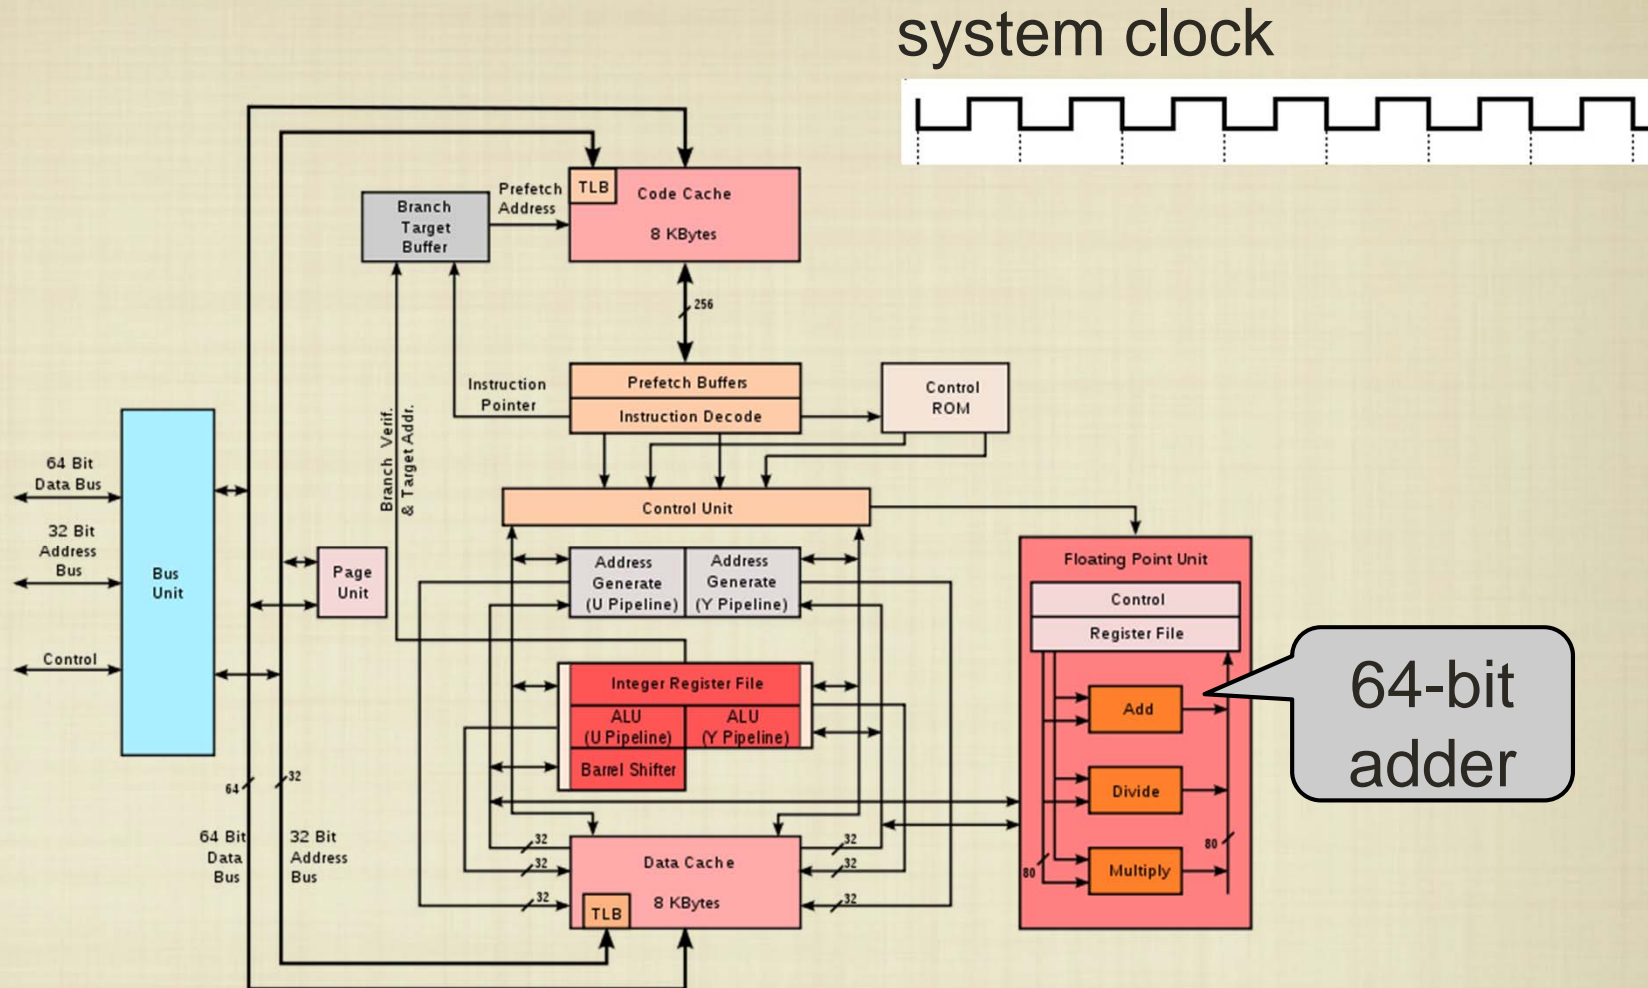 system clock
Prefetch
Address
TLB
Code Cache
8 KBytes
Branch
Target
Buffer
256
Instruction
Pointer
Prefetch Buffers
Instruction Decode
Control
ROM
Branch Verif.
& Target Addr.
64 Bit
Data Bus
32 Bit
Address
Bus
Control
Bus
Unit
Page
Unit
Control Unit
Address
Generate
(U Pipeline)
Address
Generate
(Y Pipeline)
Integer Register File
ALU
(U Pipeline)
ALU
(Y Pipeline)
Barrel Shifter
Floating Point Unit
Control
Register File
Add
Divide
Multiply
80
80
64-bit
adder
64
32
64 Bit
Data
Bus
32 Bit
Address
Bus
32
32
32
Data Cache
8 KBytes
TLB
32
32
32